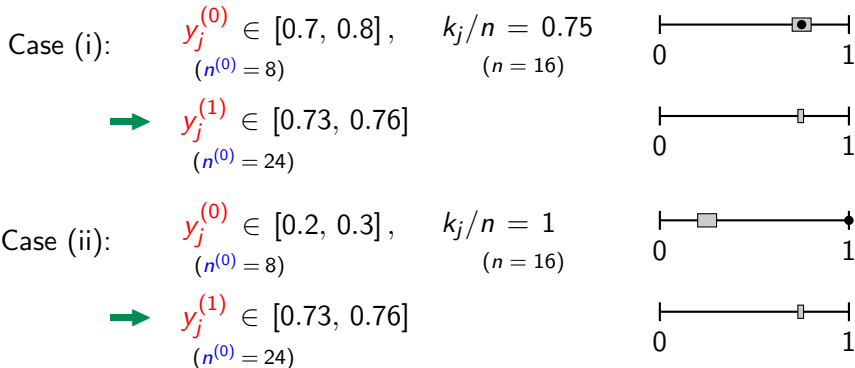 Case (i): y_j^{(0)} ∈ [0.7, 0.8], k_j/n = 0.75
(n^{(0)} = 8) (n = 16)
0 1
y_j^{(1)} ∈ [0.73, 0.76]
(n^{(0)} = 24)
0 1
Case (ii): y_j^{(0)} ∈ [0.2, 0.3], k_j/n = 1
(n^{(0)} = 8) (n = 16)
0 1
y_j^{(1)} ∈ [0.73, 0.76]
(n^{(0)} = 24)
0 1